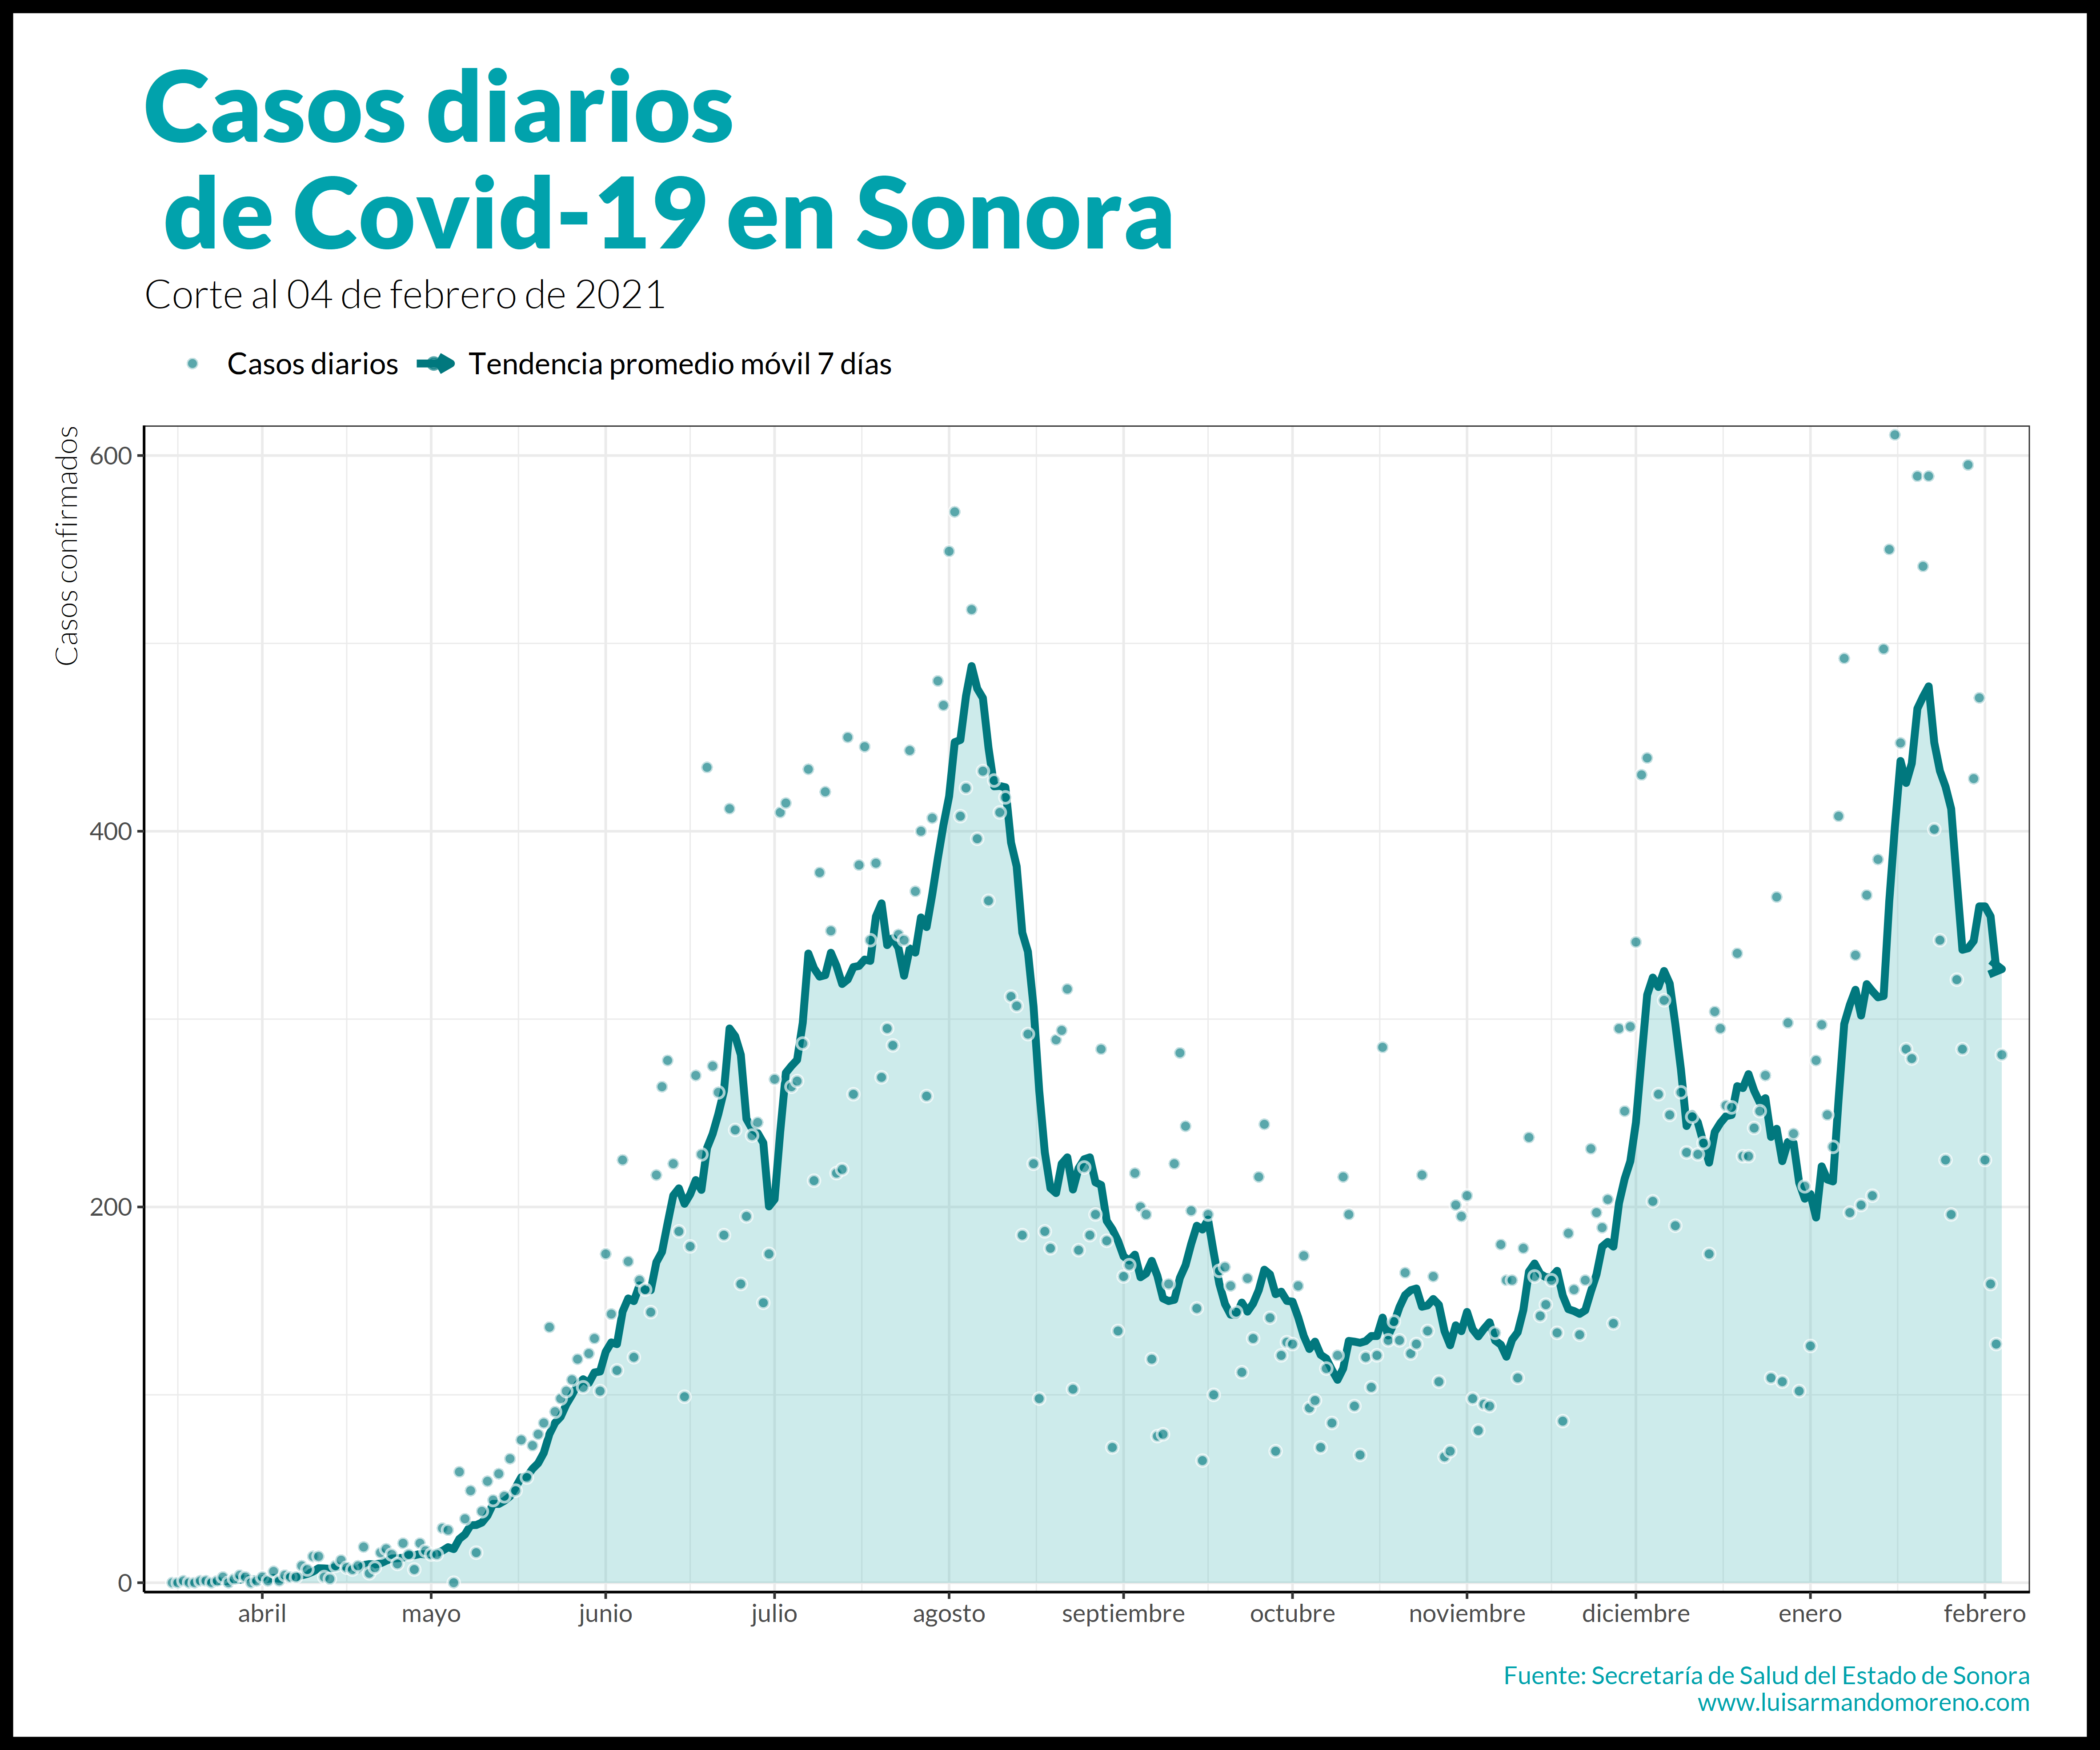 Casos diarios
de Covid-19 en Sonora
Corte al 04 de febrero de 2021
Casos diarios
Tendencia promedio móvil 7 días
Casos confirmados
600
400
200
0
abril mayo junio julio agosto septiembre octubre noviembre diciembre enero febrero
Fuente: Secretaría de Salud del Estado de Sonora
www.luisarmandomoreno.com